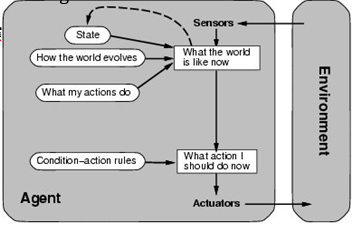 Sensors
State
What the world
is like now
How the world evolves
What my actions do
Condition−action rules
What action I
should do now
Agent
Actuators
Environment